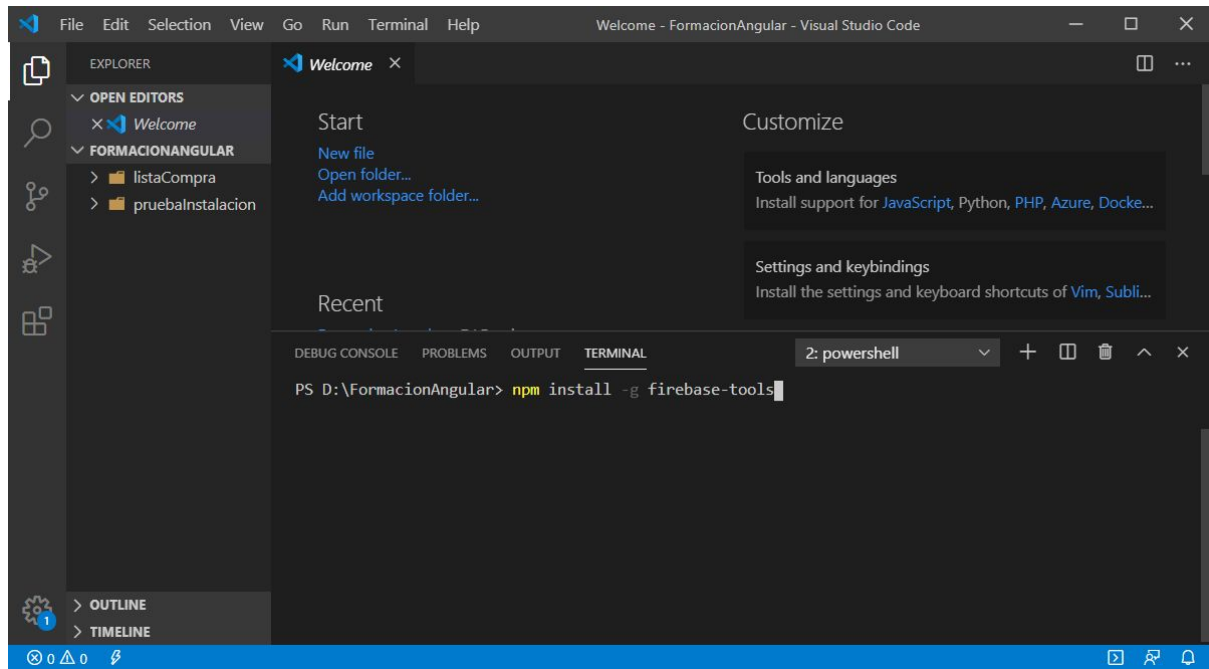 File Edit Selection View Go Run Terminal Help Welcome - FormacionAngular - Visual Studio Code
EXPLORER
OPEN EDITORS
Welcome
FORMACIONANGULAR
listaCompra
pruebaInstalacion
OUTLINE
TIMELINE
Welcome
Start
New file
Open folder...
Add workspace folder...
Recent
Customize
Tools and languages
Install support for JavaScript, Python, PHP, Azure, Docke...
Settings and keybindings
Install the settings and keyboard shortcuts of Vim, Subli...
DEBUG CONSOLE PROBLEMS OUTPUT TERMINAL 2: powershell
PS D:\FormacionAngular> npm install -g firebase-tools
1
0 0